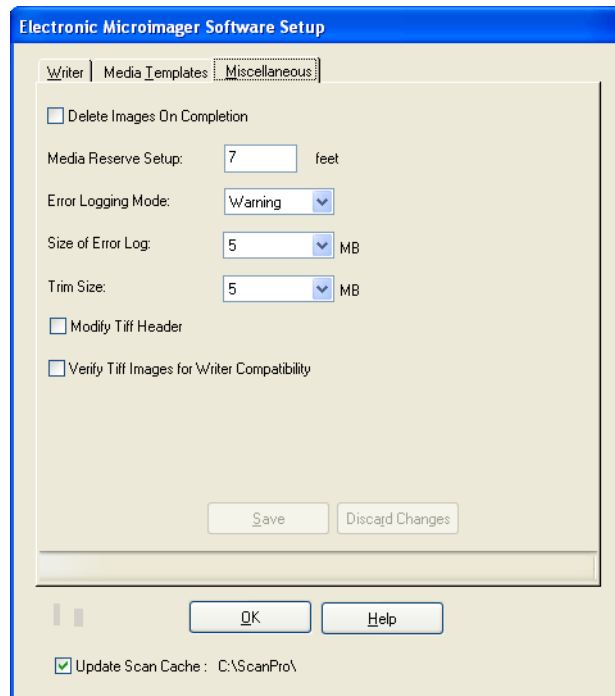 Electronic Microimager Software Setup
Writer Media Templates Miscellaneous
Delete Images On Completion
Media Reserve Setup: 7 feet
Error Logging Mode: Warning
Size of Error Log: 5 MB
Trim Size: 5 MB
Modify Tiff Header
Verify Tiff Images for Writer Compatibility
Save Discard Changes
OK Help
Update Scan Cache : C:\ScanPro\